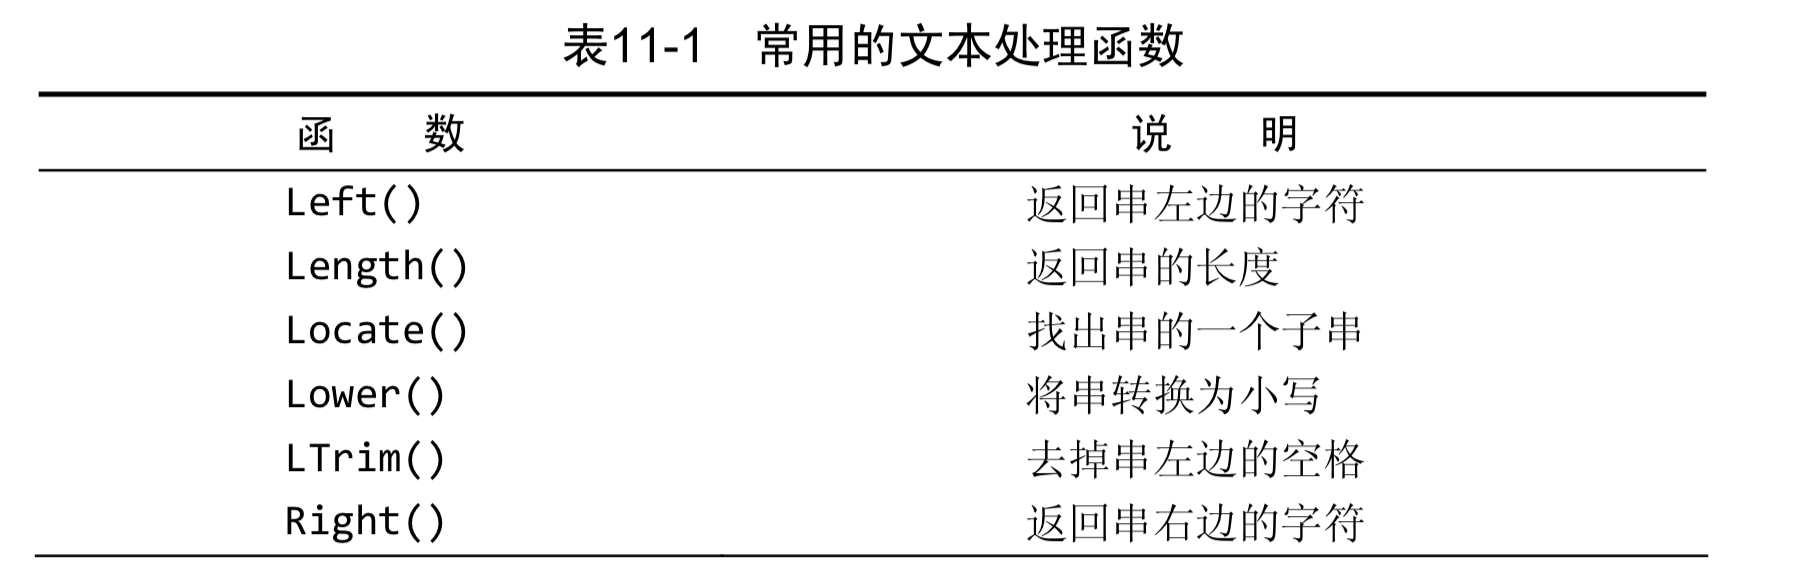 表11-1 常用的文本处理函数
函 数 说 明
Left() 返回串左边的字符
Length() 返回串的长度
Locate() 找出串的一个子串
Lower() 将串转换为小写
LTrim() 去掉串左边的空格
Right() 返回串右边的字符